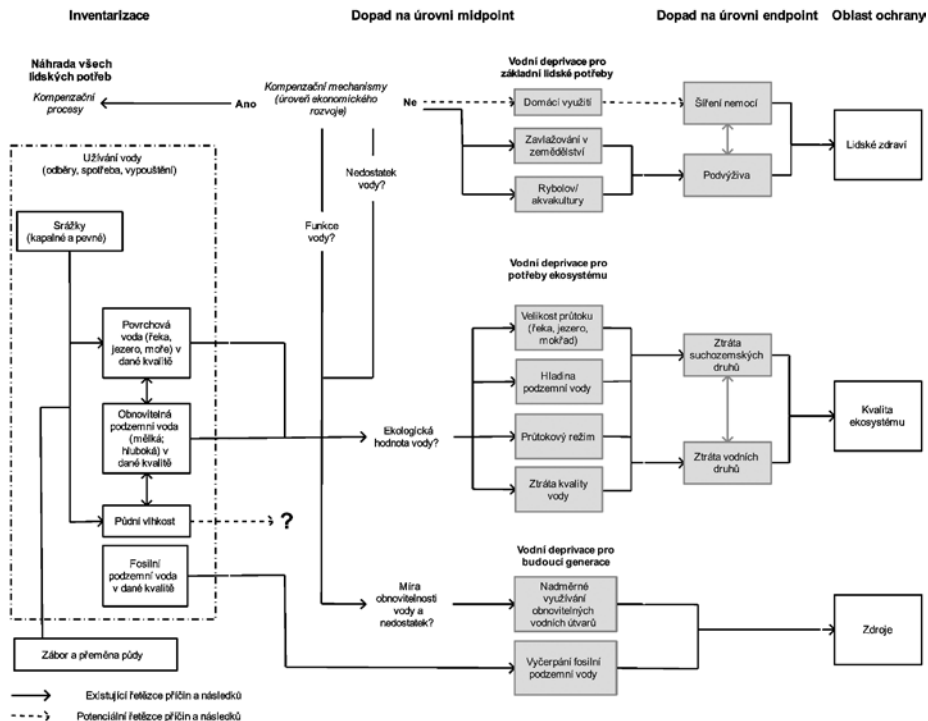 Inventarizace
Dopad na úrovni midpoint
Dopad na úrovni endpoint
Oblast ochrany
Náhrada všech
lidských potřeb
Kompenzační
procesy
Ano
Kompenzační mechanismy
(úroveň ekonomického
rozvoje)
Ne
Vodní deprivace pro
základní lidské potřeby
Domácí využití
Zavlažování v
zemědělství
Rybolov/
akvakultury
Šíření nemocí
Podvýživa
Lidské zdraví
Užívání vody
(odběry, spotřeba, vypouštění)
Nedostatek
vody?
Funkce
vody?
Srážky
(kapalné a pevné)
Povrchová
voda (řeka,
jezero, moře) v
dané kvalitě
Obnovitelná
podzemní voda
(mělká;
hluboká) v
dané kvalitě
Půdní vlhkost
?
Fosilní
podzemní voda
v dané kvalitě
Zábor a přeměna půdy
Ekologická
hodnota vody?
Vodní deprivace pro
potřeby ekosystému
Velikost průtoku
(řeka, jezero,
mokřad)
Hladina
podzemní vody
Průtokový režim
Ztráta kvality
vody
Ztráta
suchozemských
druhů
Ztráta vodních
druhů
Kvalita
ekosystému
Míra
obnovitelnosti
vody a
nedostatek?
Vodní deprivace pro
budoucí generace
Nadměrné
využívání
obnovitelných
vodních útvarů
Vyčerpání fosilní
podzemní vody
Zdroje
Existující řetězce příčin a následků
Potenciální řetězce příčin a následků